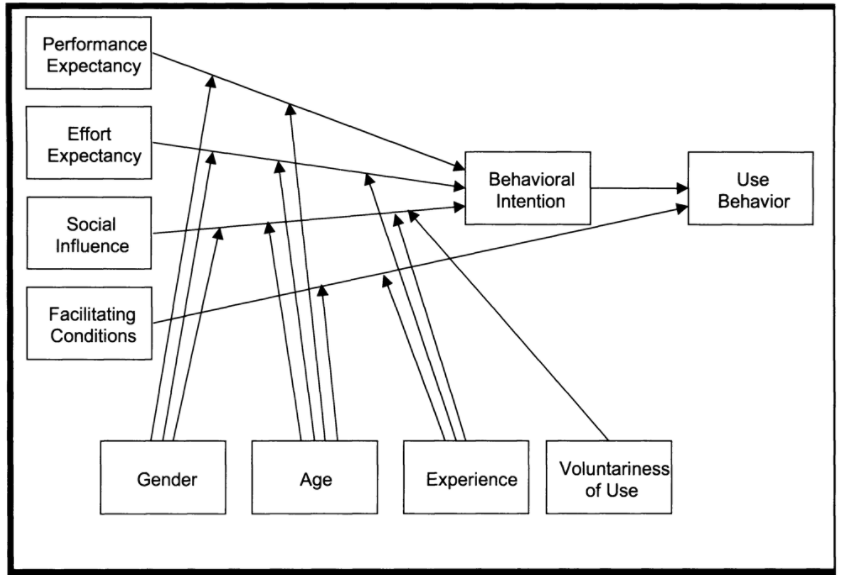 Performance
Expectancy
Effort
Expectancy
Social
Influence
Facilitating
Conditions
Behavioral
Intention
Use
Behavior
Gender
Age
Experience
Voluntariness
of Use